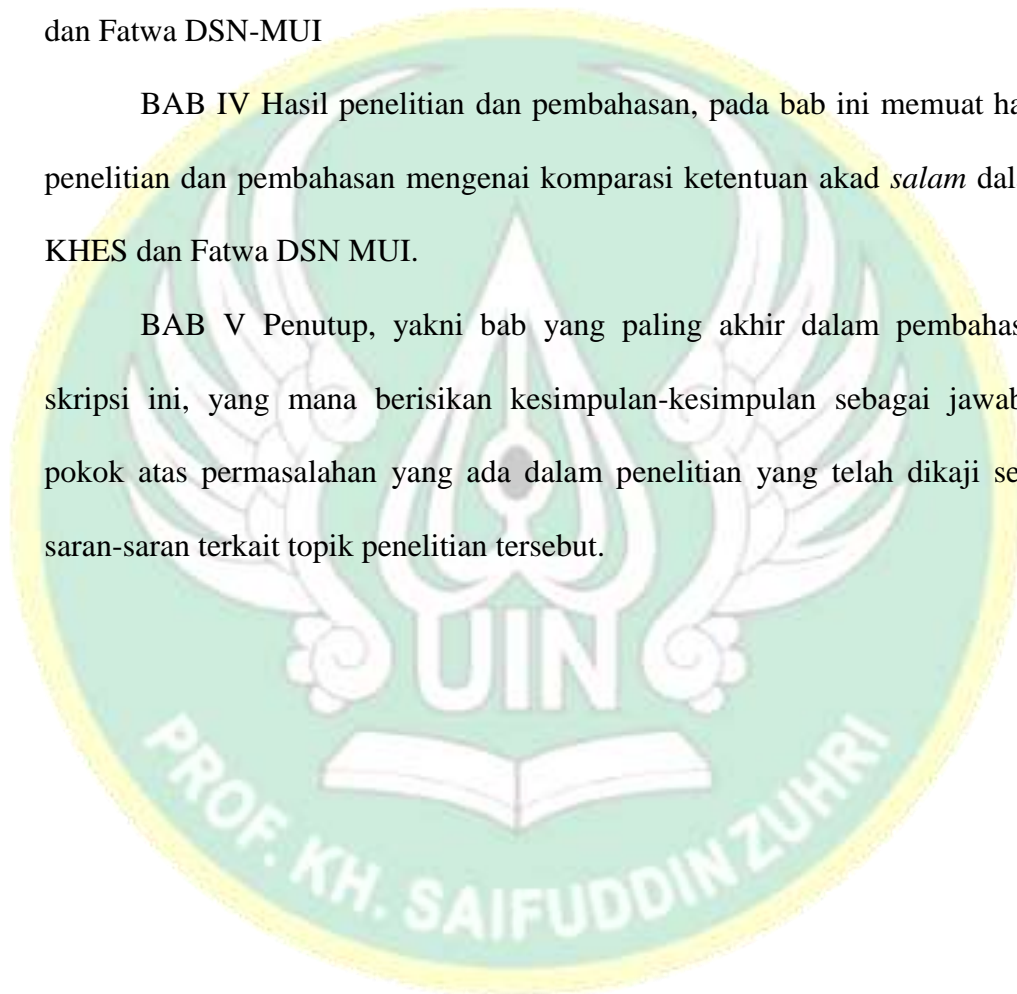 dan Fatwa DSN-MUI
BAB IV Hasil penelitian dan pembahasan, pada bab ini memuat ha
penelitian dan pembahasan mengenai komparasi ketentuan akad salam dal
KHES dan Fatwa DSN MUI.
BAB V Penutup, yakni bab yang paling akhir dalam pembahas
skripsi ini, yang mana berisikan kesimpulan-kesimpulan sebagai jawab
pokok atas permasalahan yang ada dalam penelitian yang telah dikaji se
saran-saran terkait topik penelitian tersebut.
UIN
PROF. KH. SAIFUDDIN ZUHRI